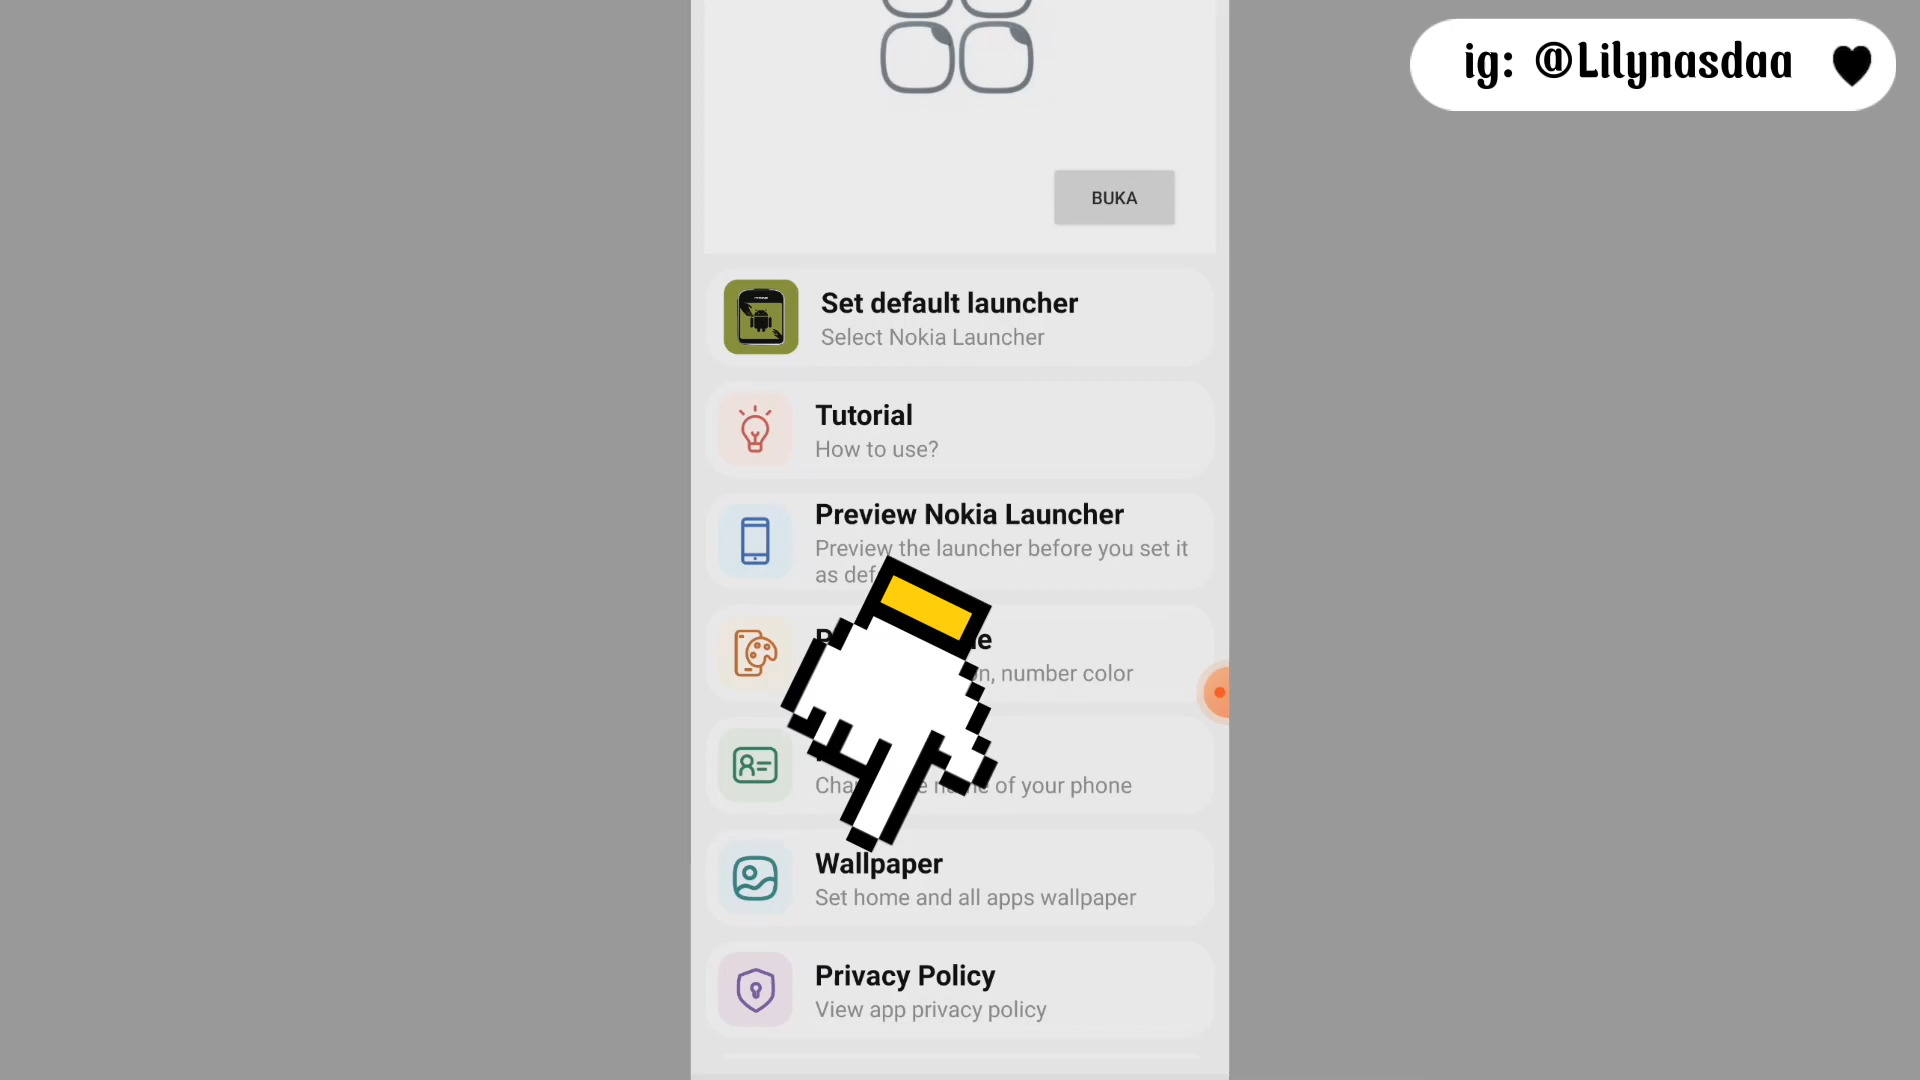 ig: @Lilynasdaa
BUKA
Set default launcher
Select Nokia Launcher
Tutorial
How to use?
Preview Nokia Launcher
Preview the launcher before you set it
as def
number color
of your phone
Wallpaper
Set home and all apps wallpaper
Privacy Policy
View app privacy policy